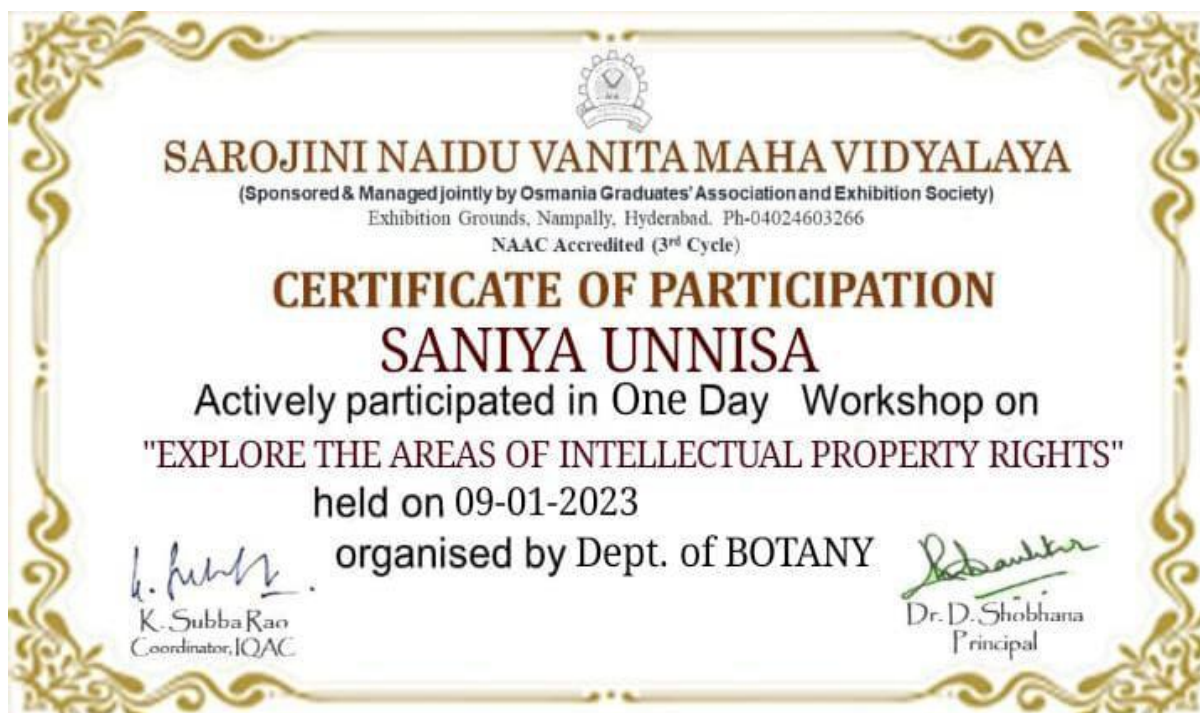 SAROJINI NAIDU VANITA MAHA VIDYALAYA
(Sponsored & Managed jointly by Osmania Graduates' Association and Exhibition Society)
Exhibition Grounds, Nampally, Hyderabad. Ph-04024603266
NAAC Accredited (3rd Cycle)
CERTIFICATE OF PARTICIPATION
SANIYA UNNISA
Actively participated in One Day Workshop on
"EXPLORE THE AREAS OF INTELLECTUAL PROPERTY RIGHTS"
held on 09-01-2023
organised by Dept. of BOTANY
K. Subba Rao
Coordinator, IQAC
Dr. D. Shobhana
Principal